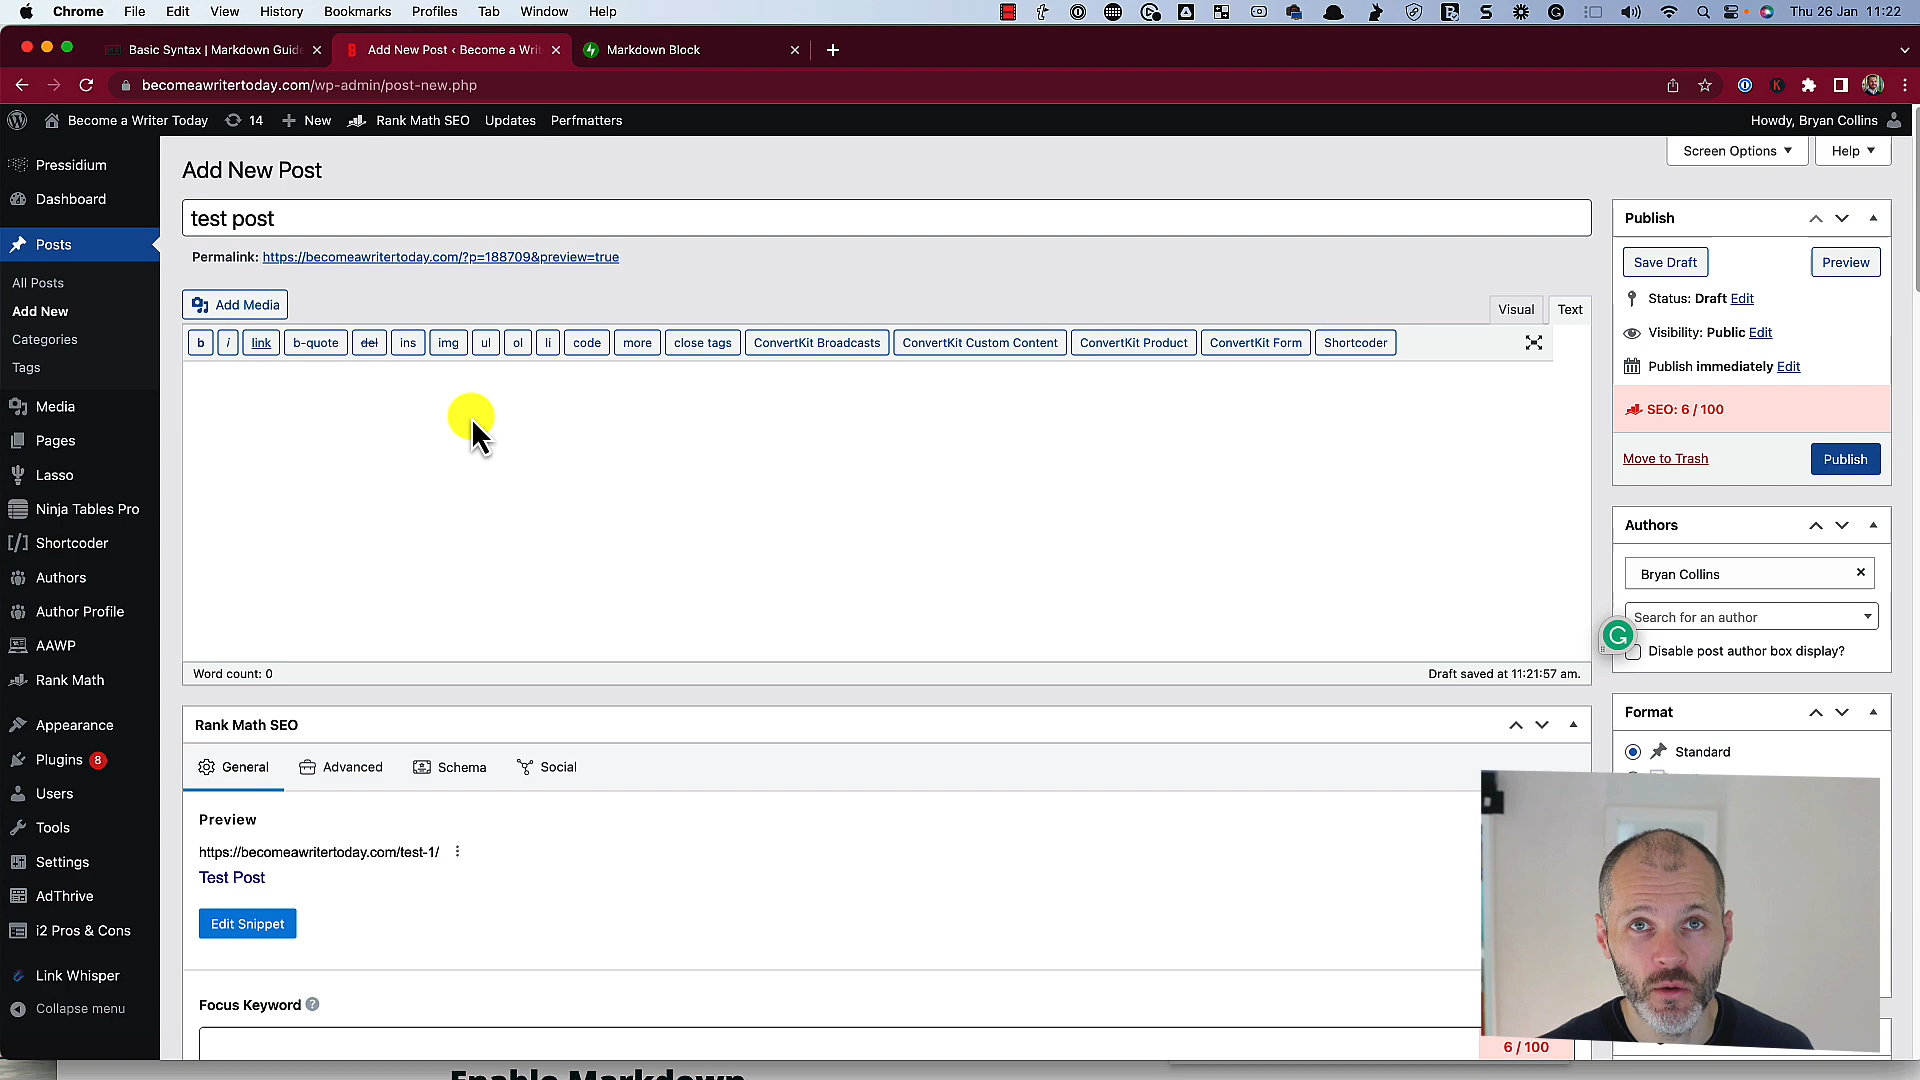 Chrome File Edit View History Bookmarks Profiles Tab Window Help Thu 26 Jan 11:22
Basic Syntax | Markdown Guide
Add New Post ‹ Become a Writ
Markdown Block
becomeawritertoday.com/wp-admin/post-new.php
Become a Writer Today 14 New Rank Math SEO Updates Perfmatters Howdy, Bryan Collins
Pressidium
Dashboard
Posts
All Posts
Add New
Categories
Tags
Media
Pages
Lasso
Ninja Tables Pro
Shortcoder
Authors
Author Profile
AAWP
Rank Math
Appearance
Plugins 8
Users
Tools
Settings
AdThrive
i2 Pros & Cons
Link Whisper
Collapse menu
Screen Options Help
Add New Post
test post
Permalink: https://becomeawritertoday.com/?p=188709&preview=true
Add Media
Visual Text
b i link b-quote del ins img ul ol li code more close tags ConvertKit Broadcasts ConvertKit Custom Content ConvertKit Product ConvertKit Form Shortcoder
Word count: 0 Draft saved at 11:21:57 am.
Rank Math SEO
General Advanced Schema Social
Preview
https://becomeawritertoday.com/test-1/
Test Post
Edit Snippet
Focus Keyword
6 / 100
Publish
Save Draft Preview
Status: Draft Edit
Visibility: Public Edit
Publish immediately Edit
SEO: 6 / 100
Move to Trash Publish
Authors
Bryan Collins
Search for an author
Disable post author box display?
Format
Standard
Enable Markdown